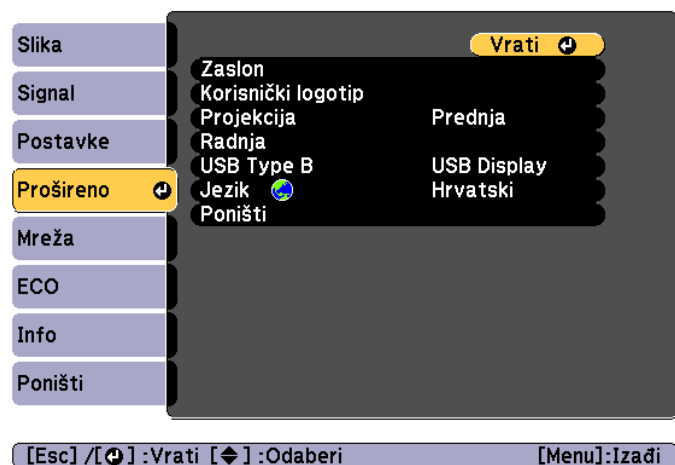 Slika
Signal
Postavke
Prošireno
Mreža
ECO
Info
Poništi
Vrati
Zaslon
Korisnički logotip
Projekcija Prednja
Radnja
USB Type B USB Display
Jezik Hrvatski
Poništi
[Esc] /[ ] :Vrati [ ] :Odaberi [Menu]:Izađi